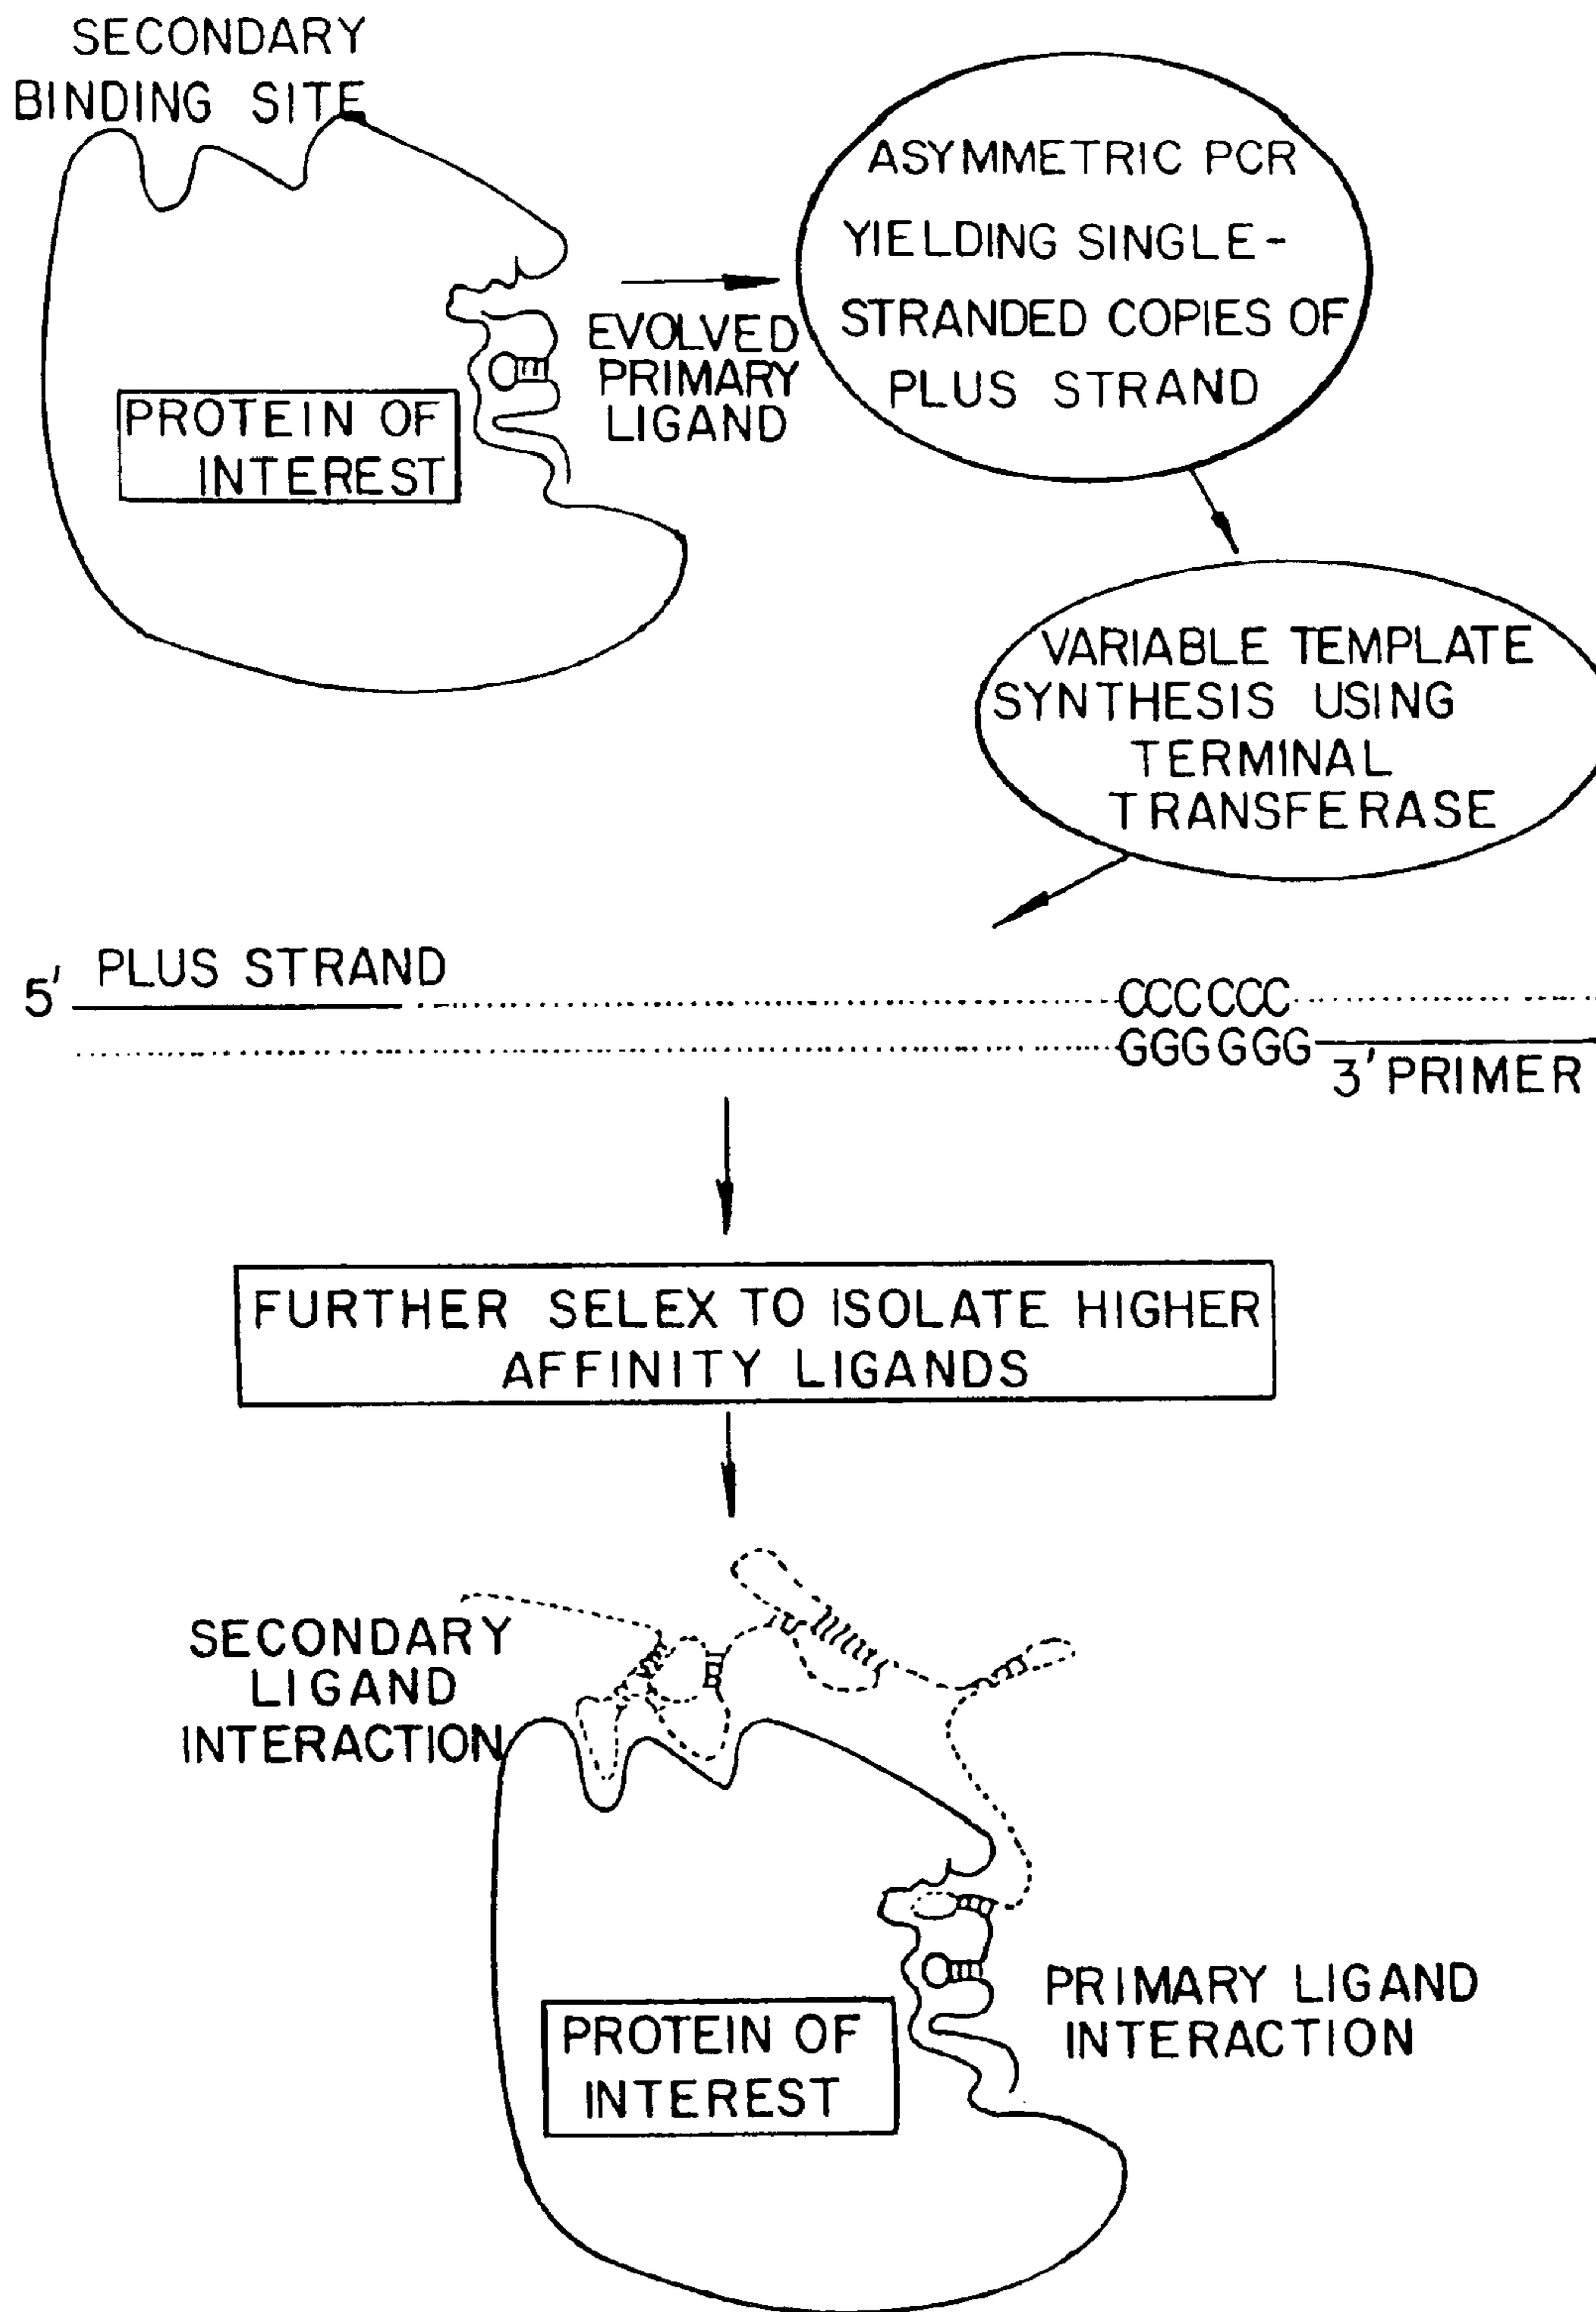 SECONDARY
BINDING SITE
PROTEIN OF
INTEREST
EVOLVED
PRIMARY
LIGAND
ASYMMETRIC PCR
YIELDING SINGLE-
STRANDED COPIES OF
PLUS STRAND
VARIABLE TEMPLATE
SYNTHESIS USING
TERMINAL
TRANSFERASE
5' PLUS STRAND
CCCCCC
GGGGGG
3' PRIMER
FURTHER SELEX TO ISOLATE HIGHER
AFFINITY LIGANDS
SECONDARY
LIGAND
INTERACTION
PROTEIN OF
INTEREST
PRIMARY LIGAND
INTERACTION